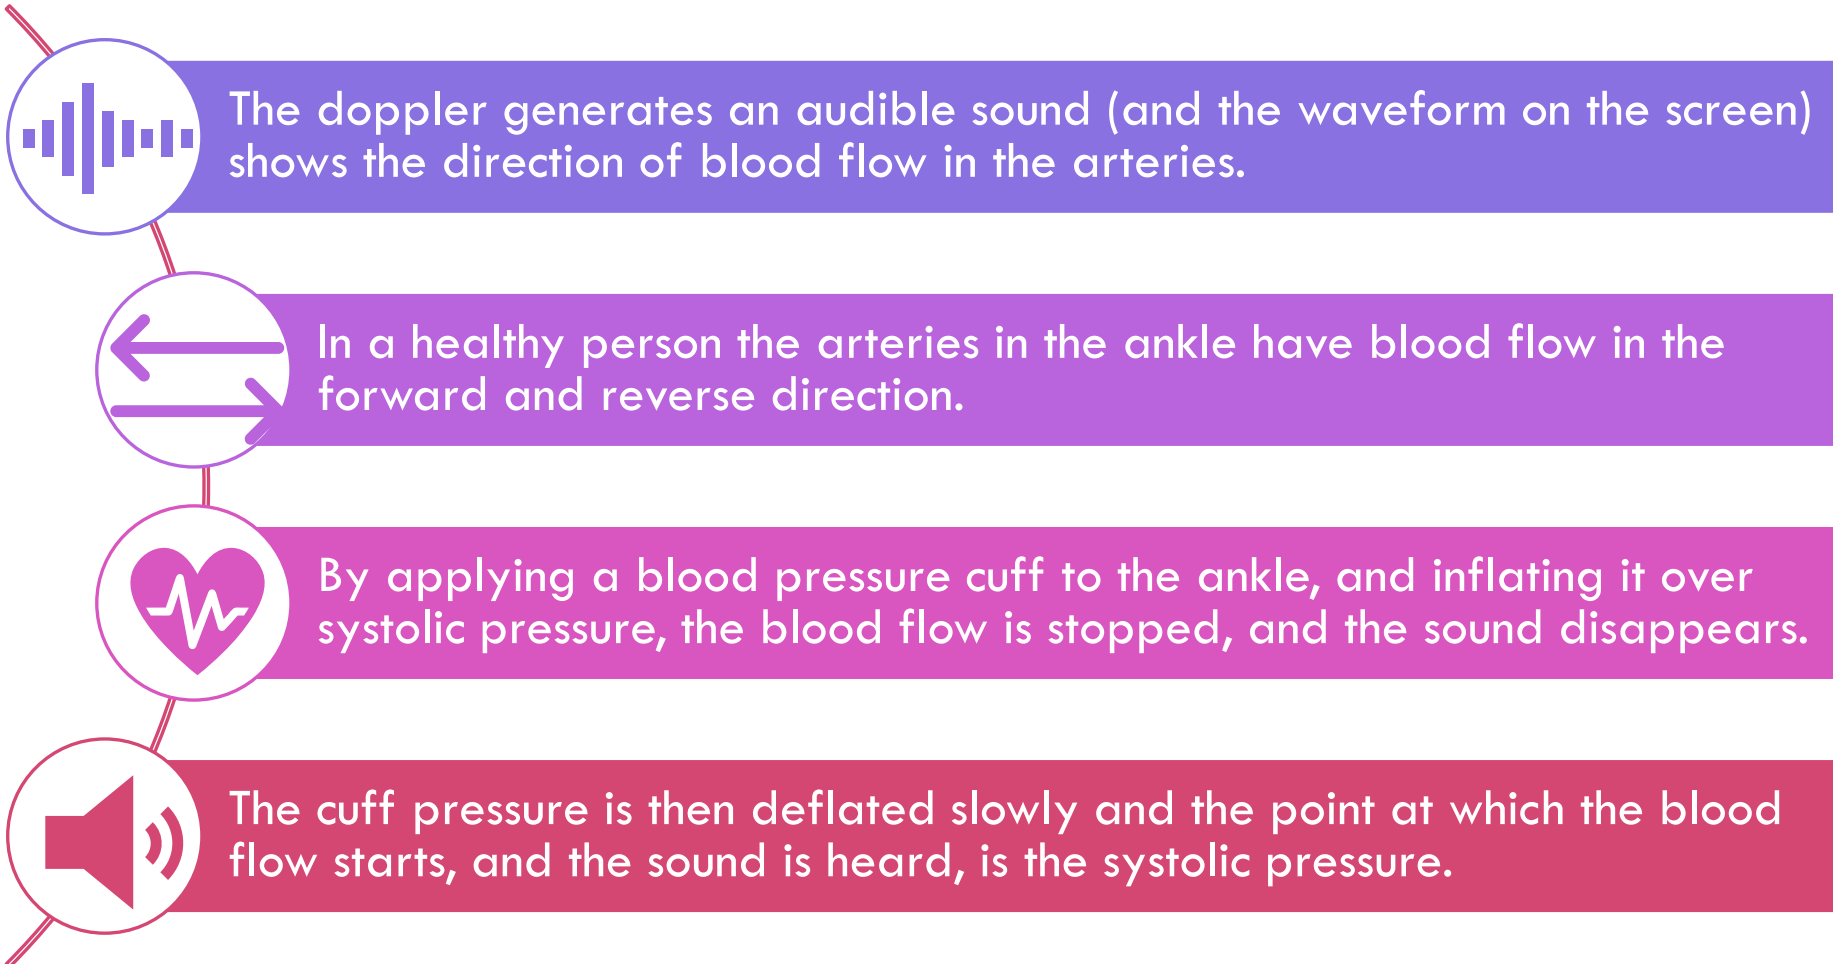 The doppler generates an audible sound (and the waveform on the screen)
shows the direction of blood flow in the arteries.
In a healthy person the arteries in the ankle have blood flow in the
forward and reverse direction.
By applying a blood pressure cuff to the ankle, and inflating it over
systolic pressure, the blood flow is stopped, and the sound disappears.
The cuff pressure is then deflated slowly and the point at which the blood
flow starts, and the sound is heard, is the systolic pressure.